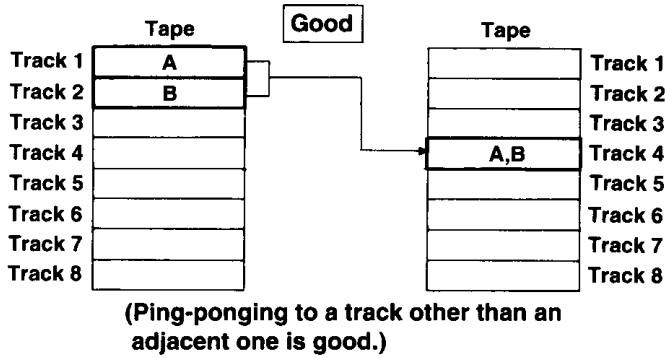 Good
Tape
Tape
Track 1 A
Track 2 B
Track 3
Track 4
Track 5
Track 6
Track 7
Track 8
Track 1
Track 2
Track 3
A,B Track 4
Track 5
Track 6
Track 7
Track 8
(Ping-ponging to a track other than an
adjacent one is good.)